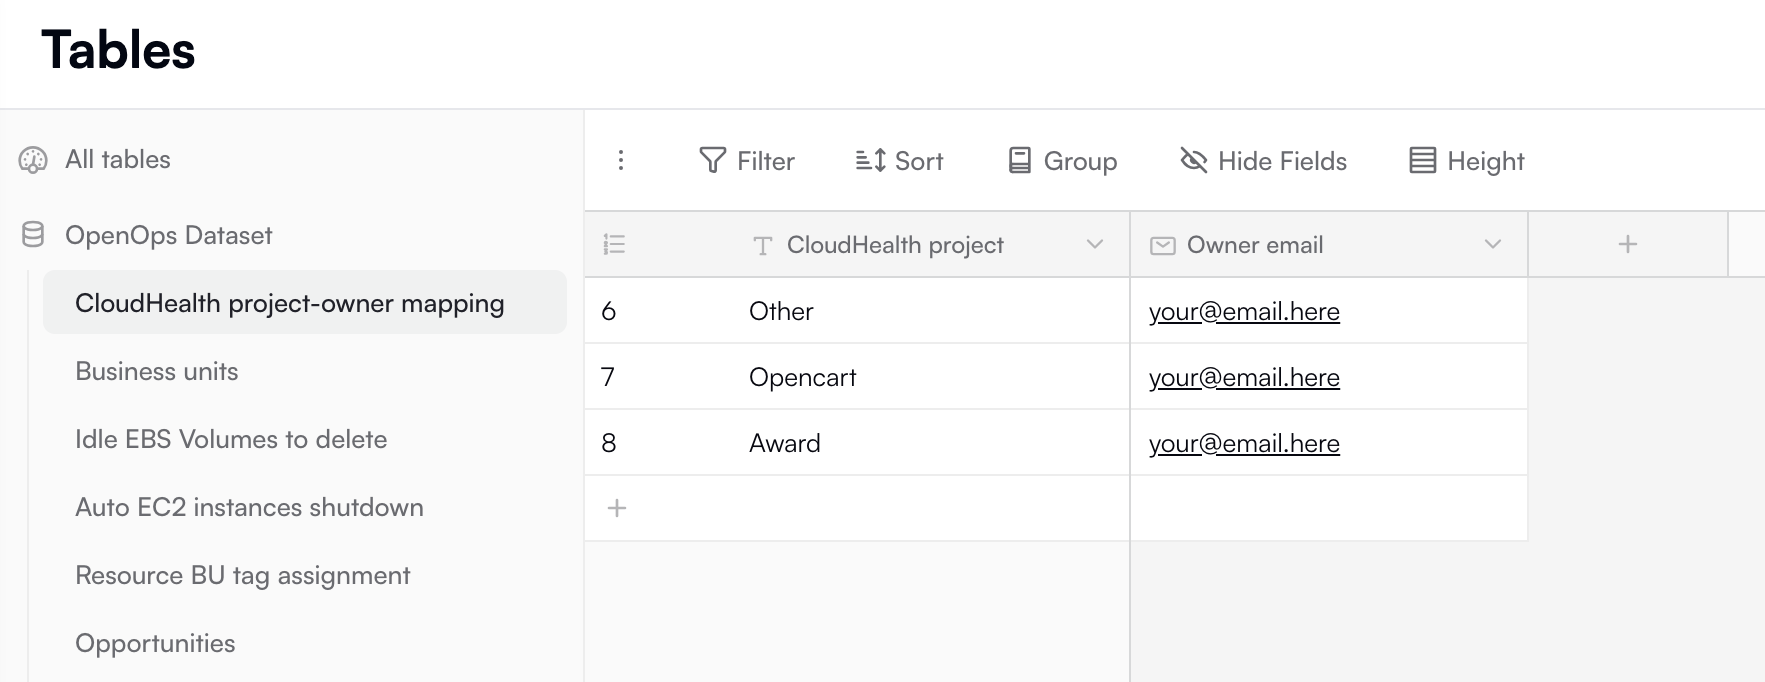 Tables
All tables
OpenOps Dataset
CloudHealth project-owner mapping
Business units
Idle EBS Volumes to delete
Auto EC2 instances shutdown
Resource BU tag assignment
Opportunities
Filter Sort Group Hide Fields Height
CloudHealth project Owner email
6 Other your@email.here
7 Opencart your@email.here
8 Award your@email.here